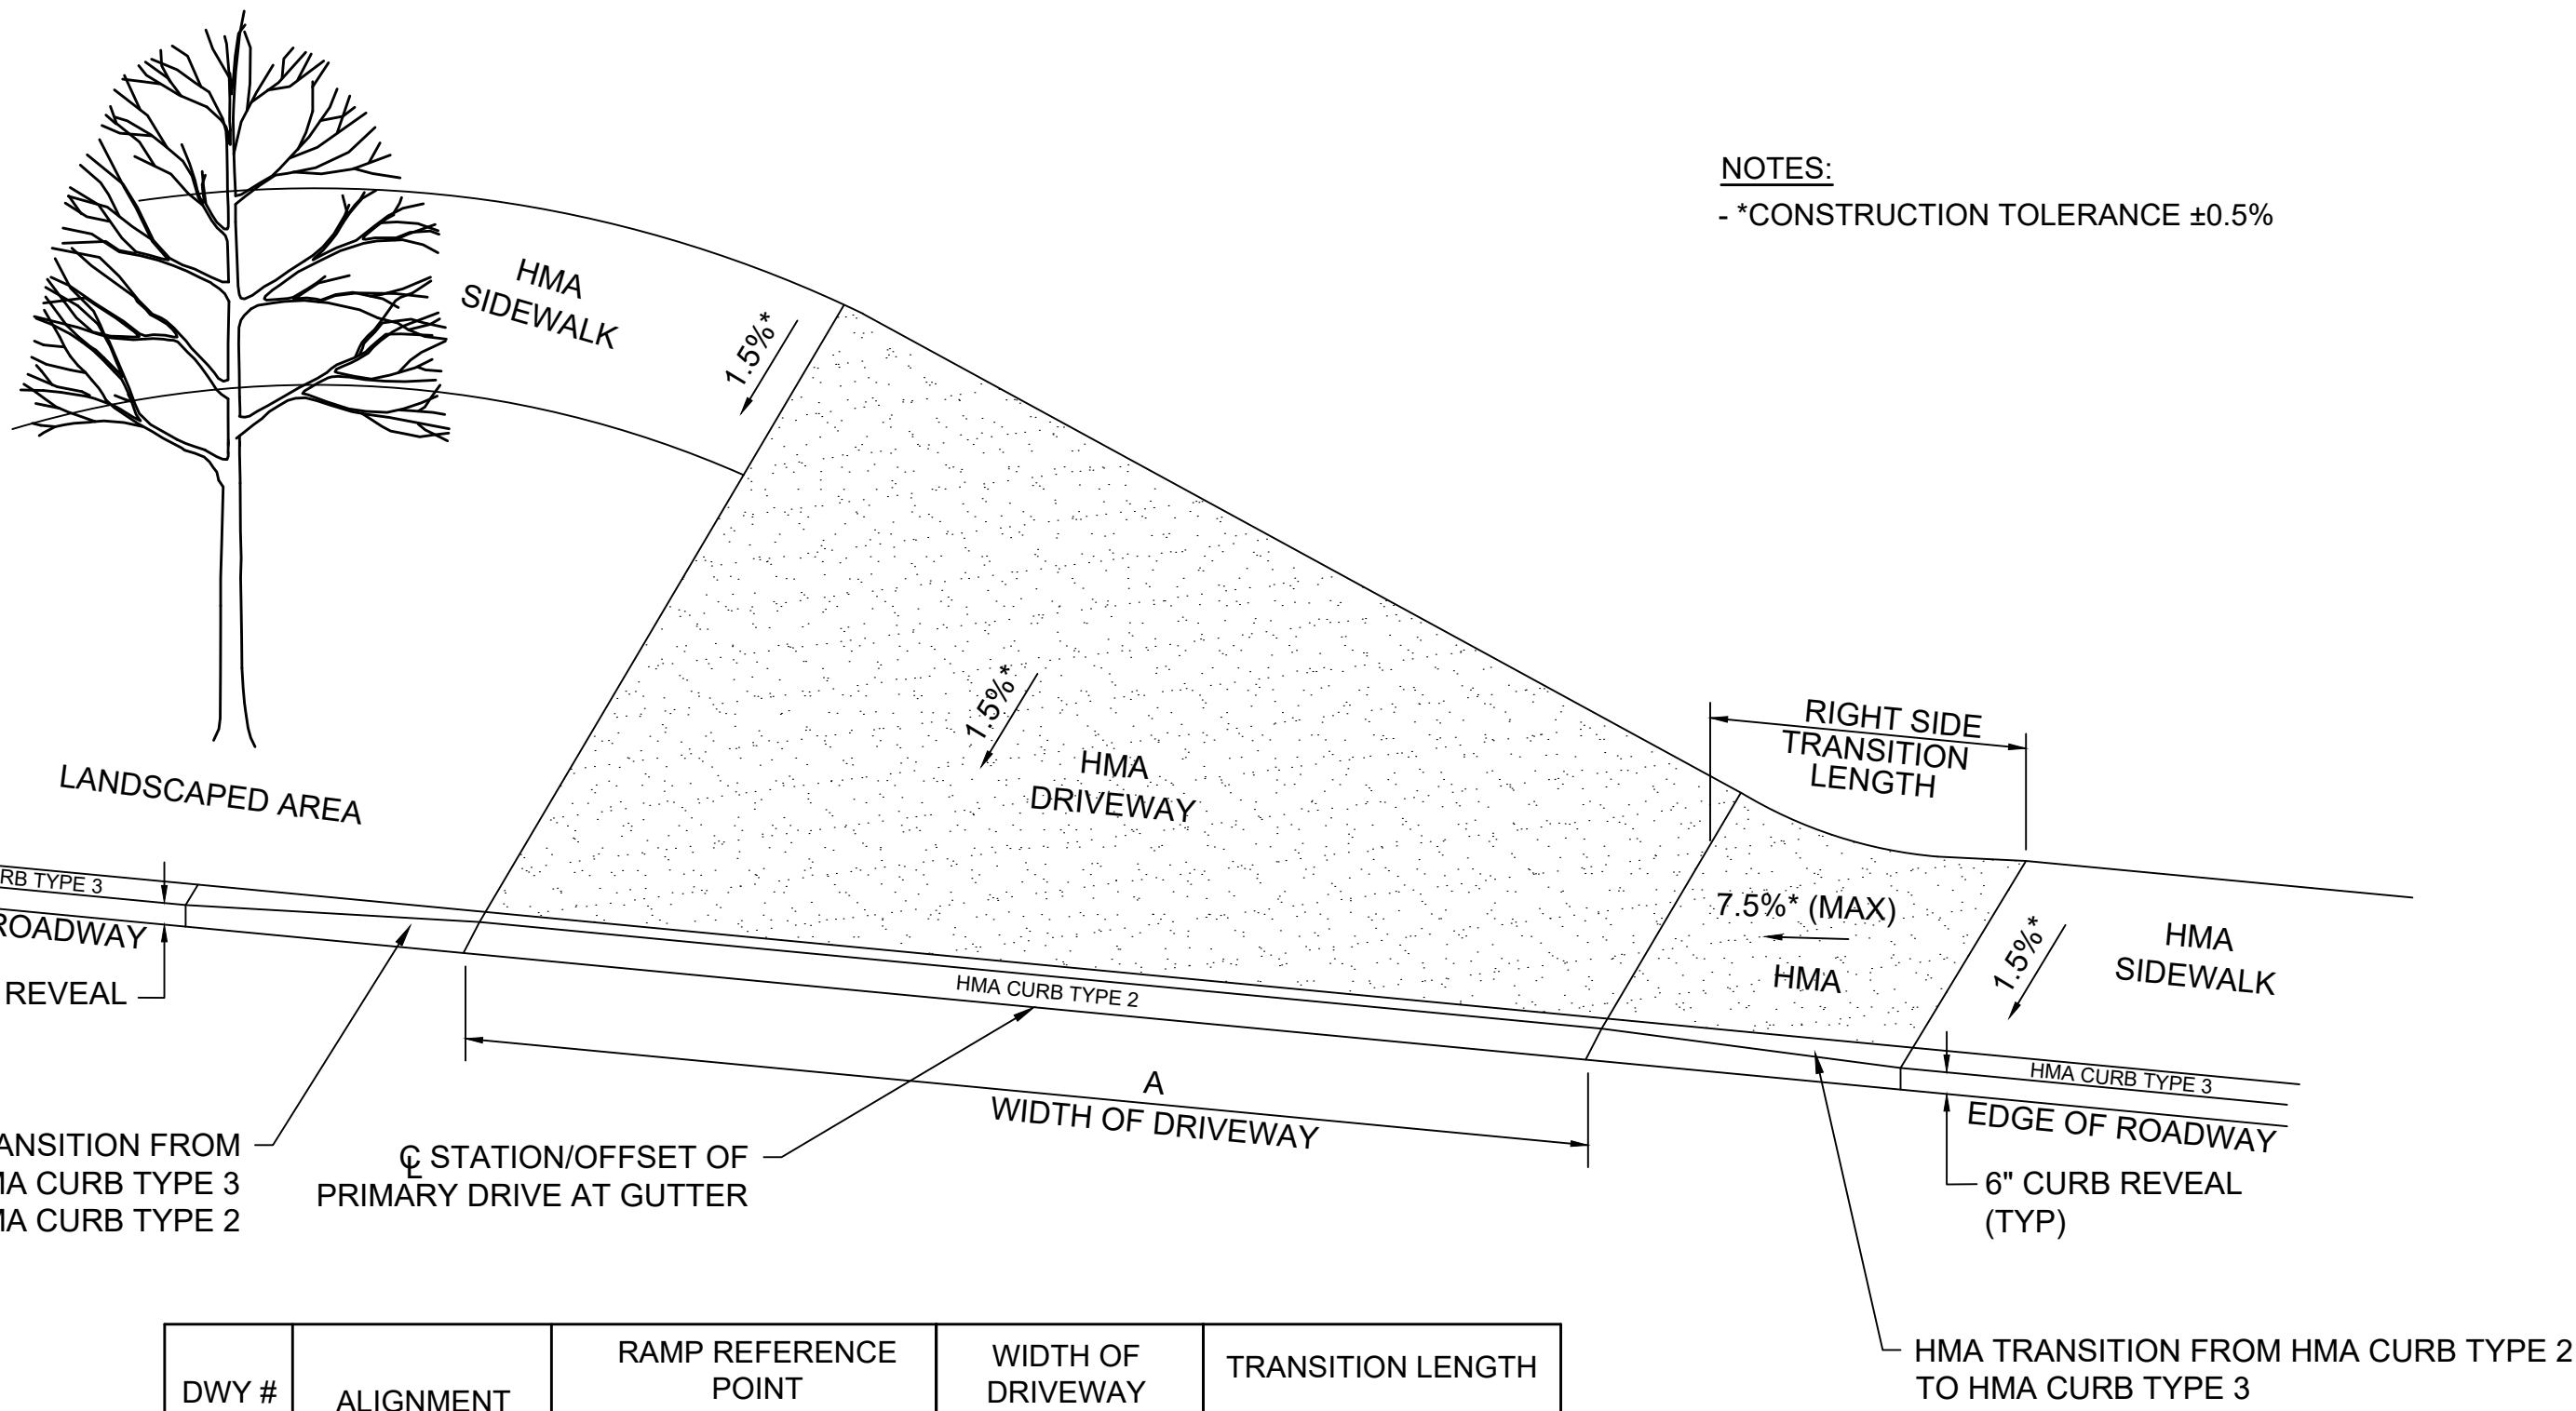 NOTES:
- *CONSTRUCTION TOLERANCE ±0.5%
HMA
SIDEWALK
1.5%*
1.5%*
HMA
DRIVEWAY
RIGHT SIDE
TRANSITION
LENGTH
LANDSCAPED AREA
7.5%* (MAX)
HMA
1.5%*
HMA
SIDEWALK
RB TYPE 3
ROADWAY
REVEAL
HMA CURB TYPE 2
HMA CURB TYPE 3
EDGE OF ROADWAY
A
WIDTH OF DRIVEWAY
6" CURB REVEAL
(TYP)
ANSITION FROM
MA CURB TYPE 3
MA CURB TYPE 2
℄ STATION/OFFSET OF
PRIMARY DRIVE AT GUTTER
HMA TRANSITION FROM HMA CURB TYPE 2
TO HMA CURB TYPE 3
DWY #
ALIGNMENT
RAMP REFERENCE
POINT
WIDTH OF
DRIVEWAY
TRANSITION LENGTH